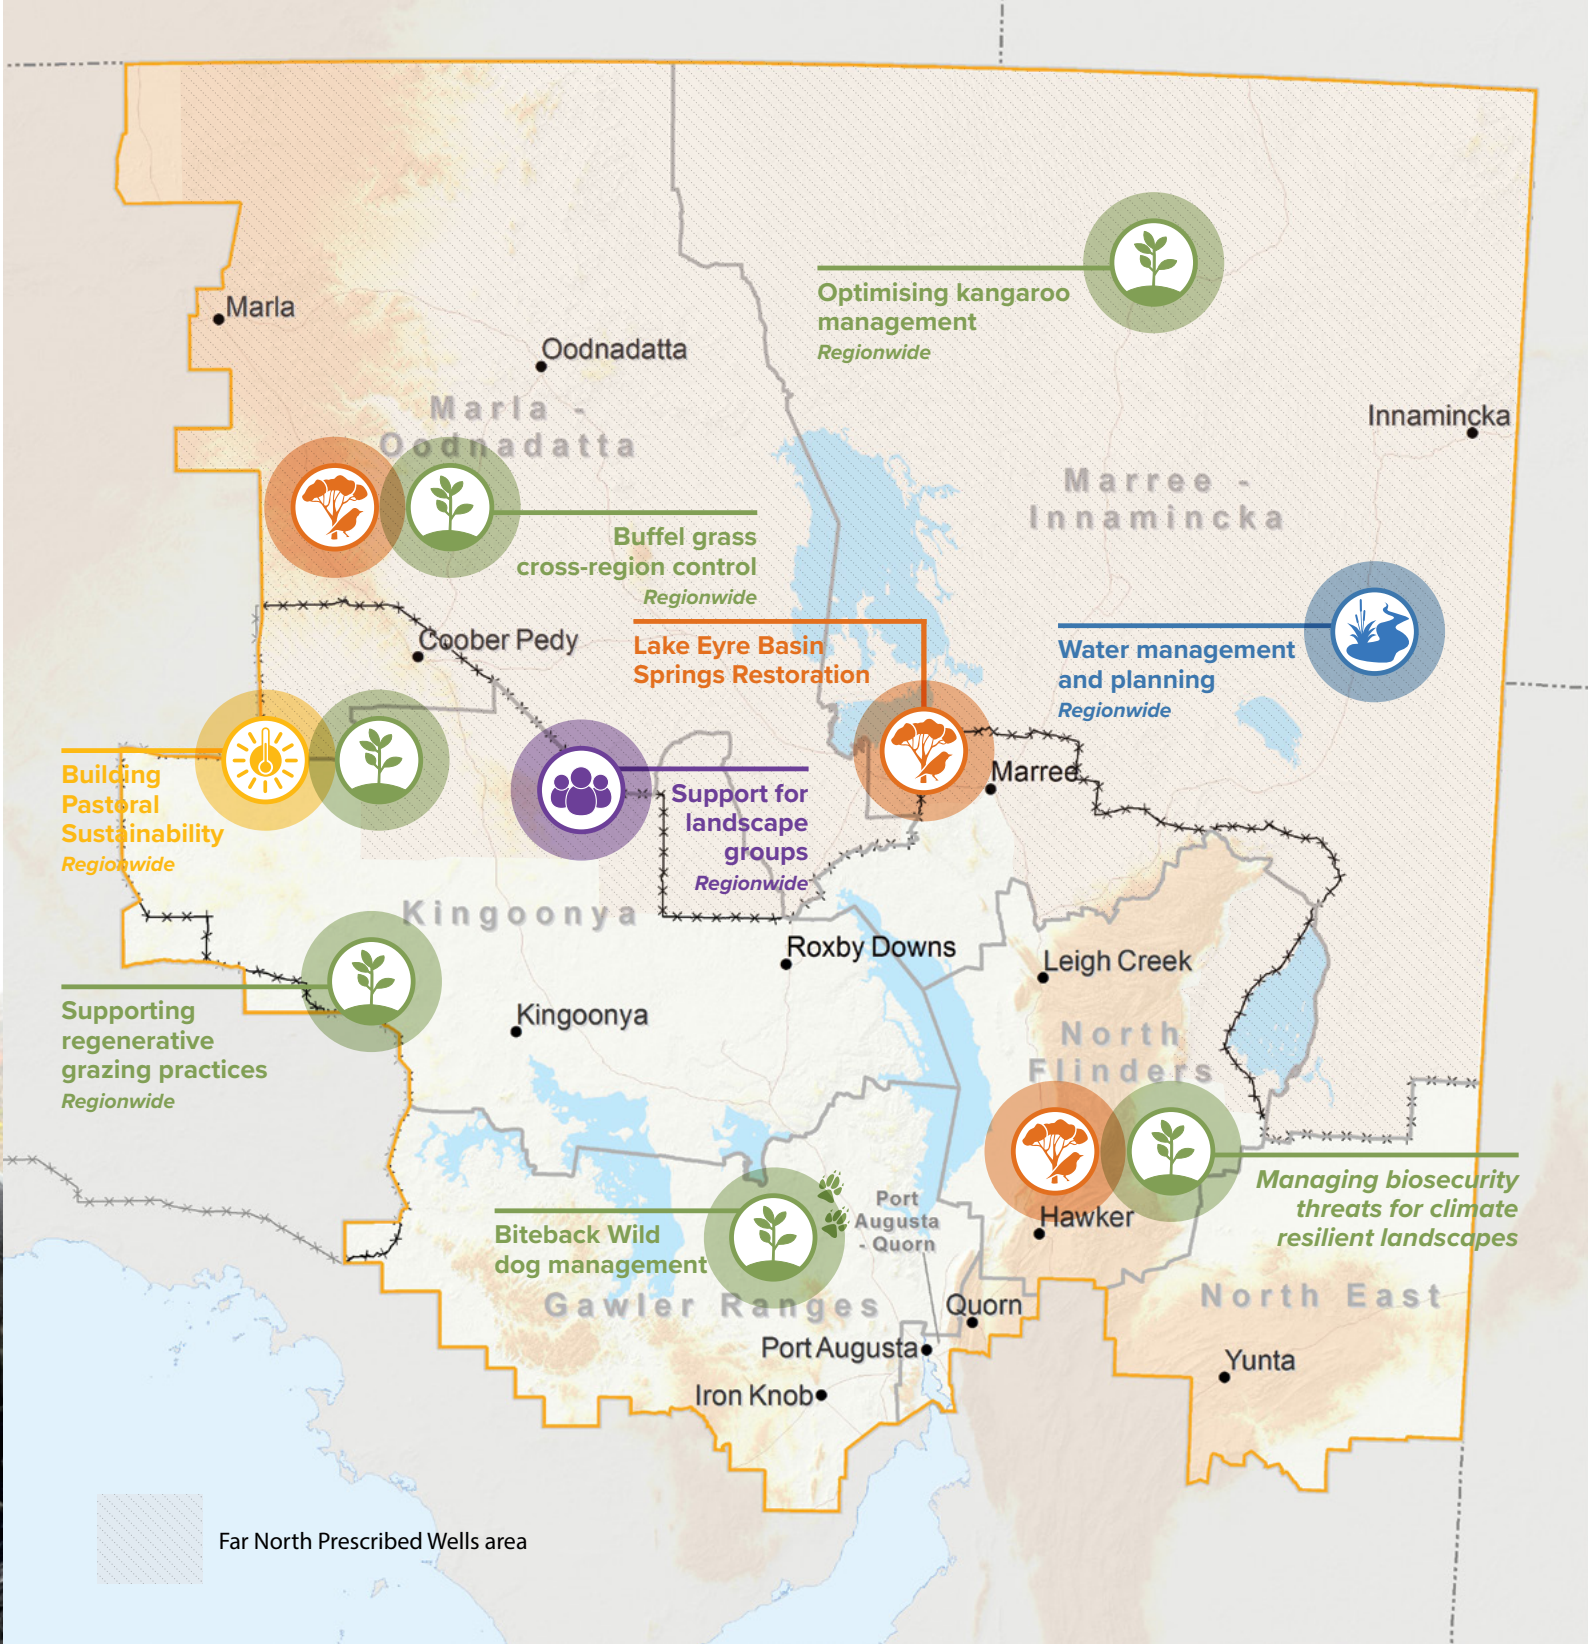 Optimising kangaroo
management
Regionwide
Marla
Oodnadatta
Marla -
Oodnadatta
Innamincka
Marree -
Innamincka
Buffel grass
cross-region control
Regionwide
Coober Pedy
Lake Eyre Basin
Springs Restoration
Water management
and planning
Regionwide
Building
Pastoral
Sustainability
Regionwide
Support for
landscape
groups
Regionwide
Marree
Kingoonya
Roxby Downs
Leigh Creek
Supporting
regenerative
grazing practices
Regionwide
Kingoonya
North
Flinders
Managing biosecurity
threats for climate
resilient landscapes
Biteback Wild
dog management
Port
Augusta
- Quorn
Hawker
Gawler Ranges
Quorn
North East
Port Augusta
Yunta
Iron Knob
Far North Prescribed Wells area